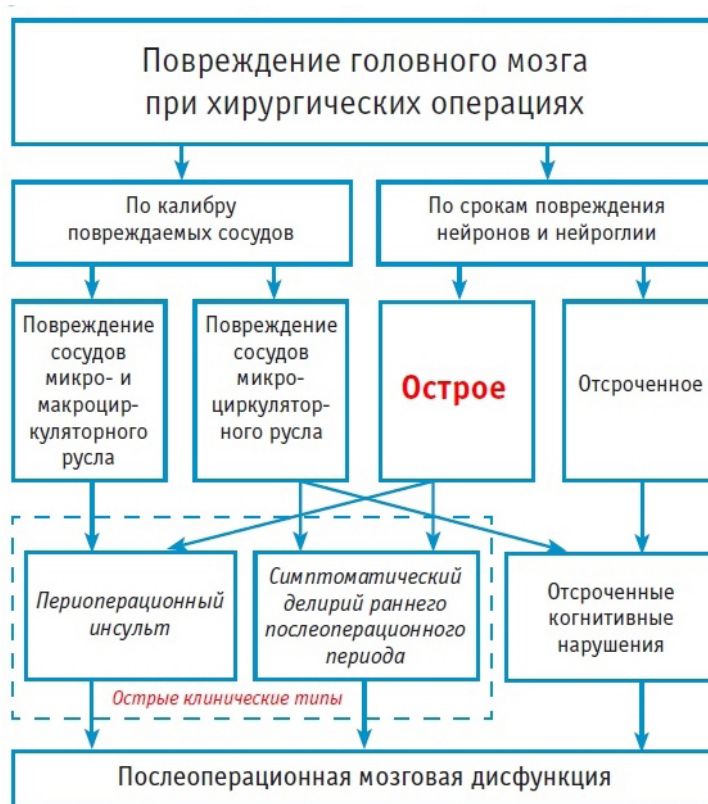 Повреждение головного мозга
при хирургических операциях
По калибру
повреждаемых сосудов
По срокам повреждения
нейронов и нейроглии
Повреждение
сосудов
микро- и
макроцир-
куляторного
русла
Повреждение
сосудов
микро-
циркулятор-
ного русла
Острое
Отсроченное
Периоперационный
инсульт
Симптоматический
делирий раннего
послеоперационного
периода
Отсроченные
когнитивные
нарушения
Острые клинические типы
Послеоперационная мозговая дисфункция